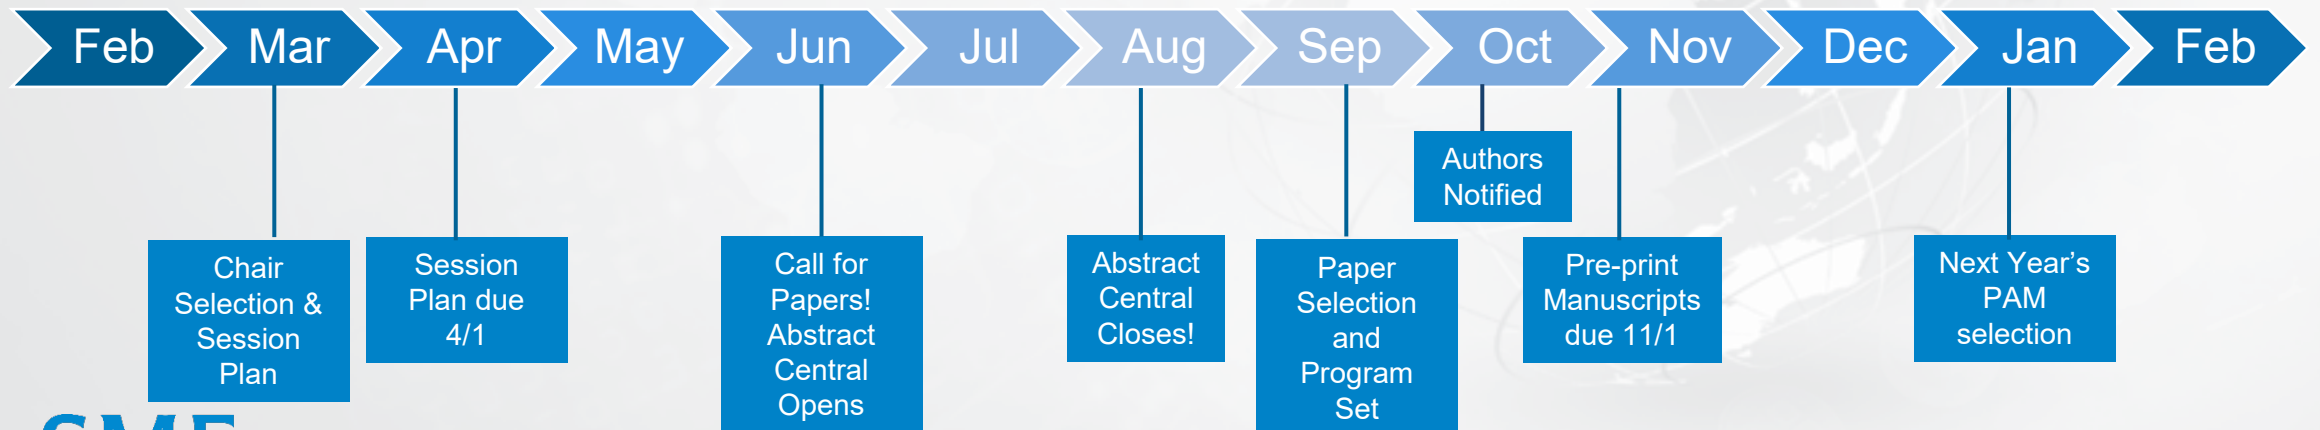 Feb Mar Apr May Jun Jul Aug Sep Oct Nov Dec Jan Feb
Authors
Notified
Chair
Selection &
Session
Plan
Session
Plan due
4/1
Call for
Papers!
Abstract
Central
Opens
Abstract
Central
Closes!
Paper
Selection
and
Program
Set
Pre-print
Manuscripts
due 11/1
Next Year’s
PAM
selection
SME